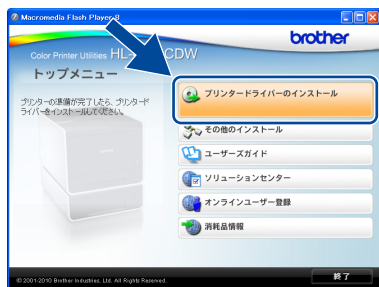 Macromedia Flash Player 8
brother
Color Printer Utilities HL- CDW
トップメニュー
プリンターの準備が完了したら、プリンタード
ライバーをインストールしてください。
プリンタードライバーのインストール
その他のインストール
ユーザーズガイド
ソリューションセンター
オンラインユーザー登録
消耗品情報
© 2001-2010 Brother Industries, Ltd. All Rights Reserved.
終了